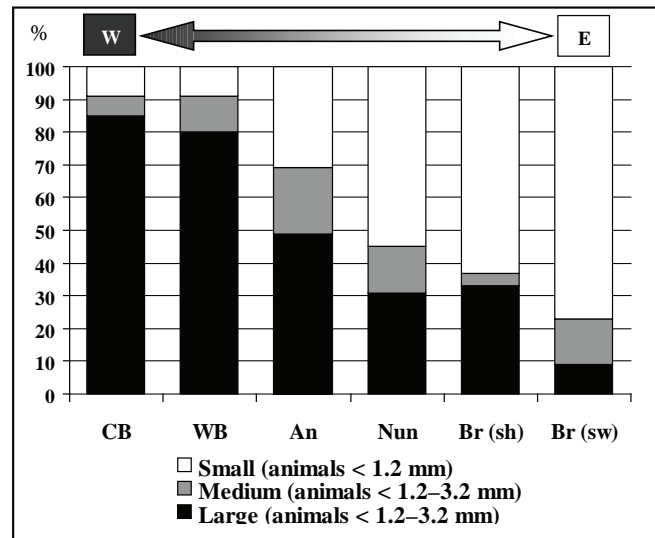 % W E
100
90
80
70
60
50
40
30
20
10
0
CB WB An Nun Br (sh) Br (sw)
Small (animals < 1.2 mm)
Medium (animals < 1.2–3.2 mm)
Large (animals < 1.2–3.2 mm)